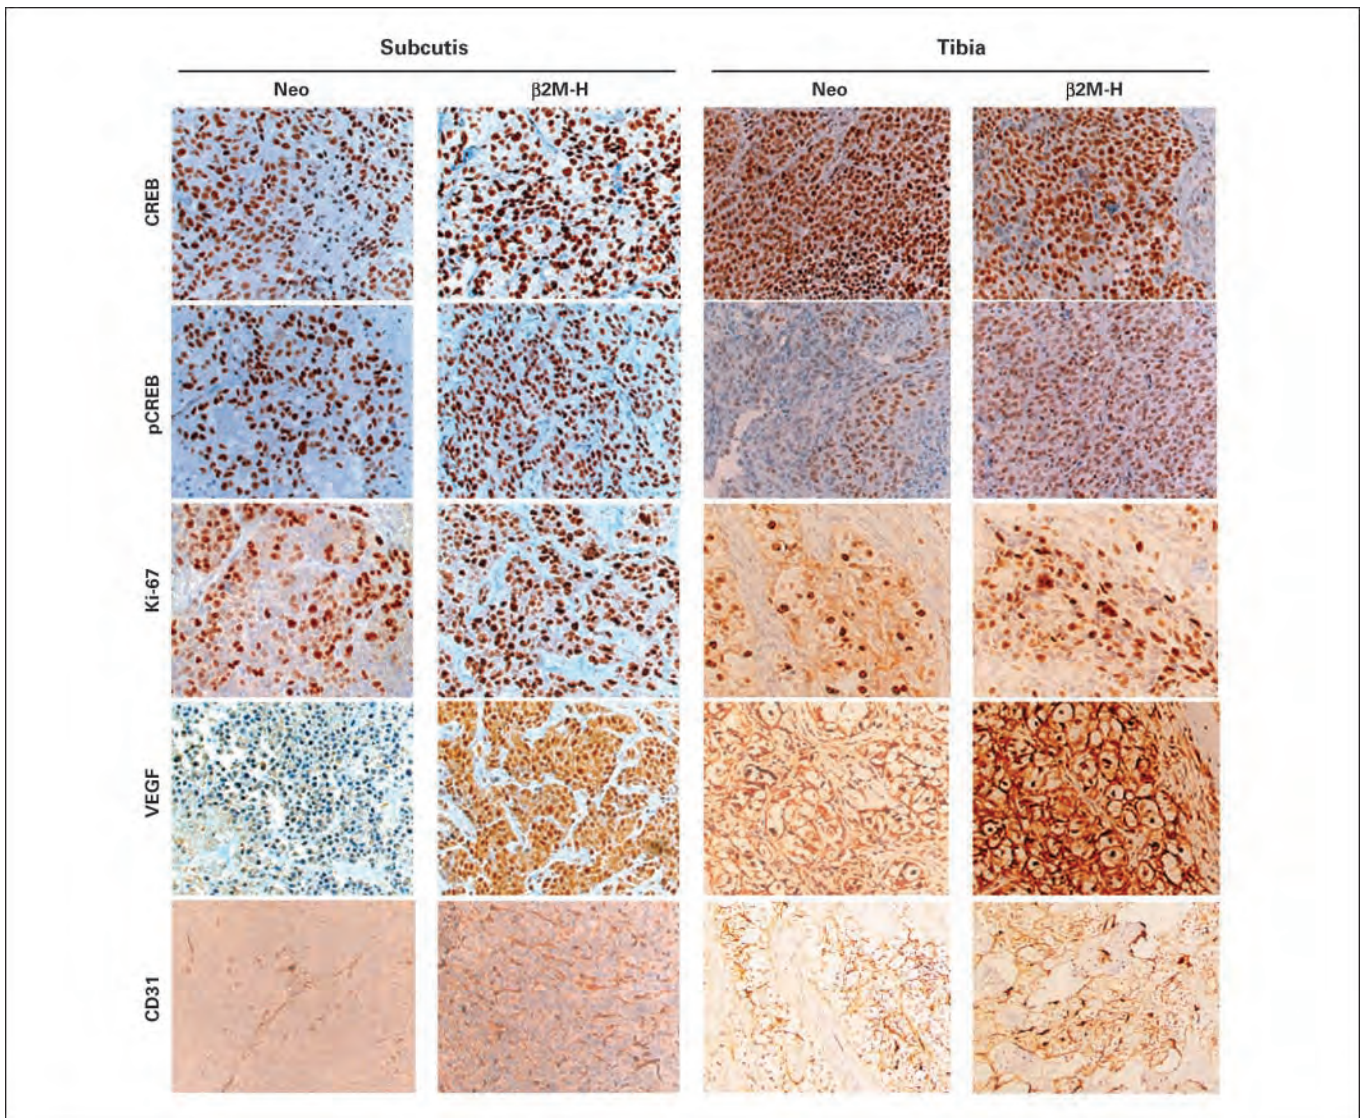 Subcutis Tibia
Neo β2M-H Neo β2M-H
CREB
pCREB
Ki-67
VEGF
CD31